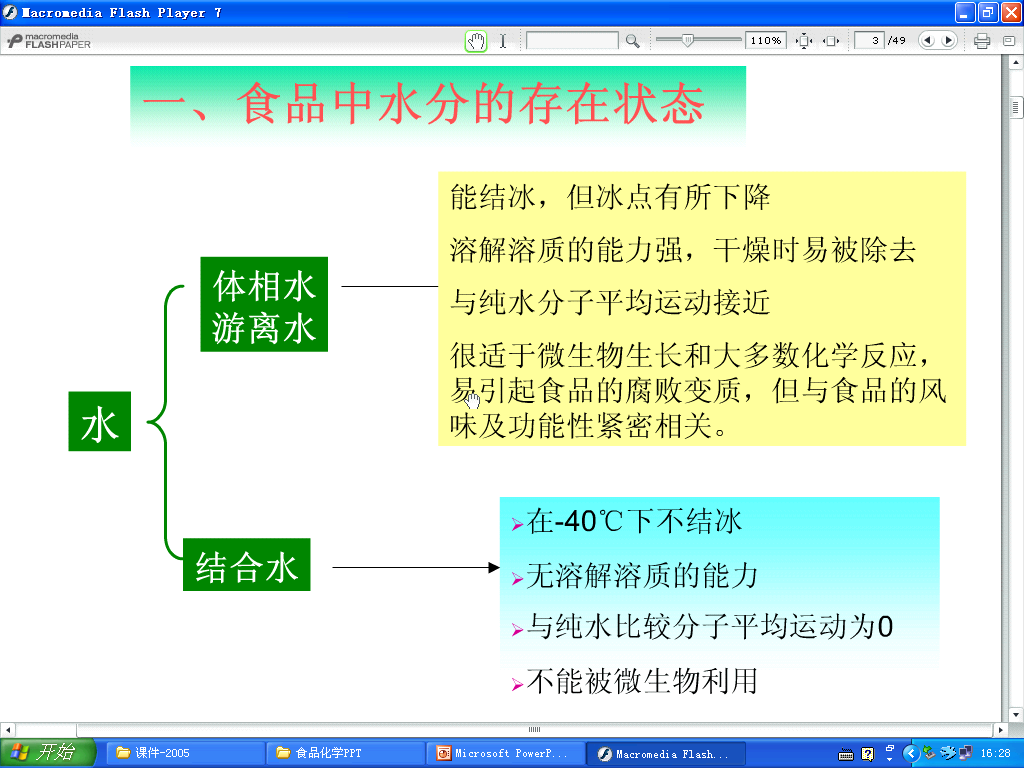 Macromedia Flash Player 7
macromedia
FLASHPAPER
110%
3 /49
一、食品中水分的存在状态
能结冰，但冰点有所下降
溶解溶质的能力强，干燥时易被除去
与纯水分子平均运动接近
很适于微生物生长和大多数化学反应，
易引起食品的腐败变质，但与食品的风
味及功能性紧密相关。
体相水
游离水
水
结合水
在-40℃下不结冰
无溶解溶质的能力
与纯水比较分子平均运动为0
不能被微生物利用
开始
课件-2005
食品化学PPT
Microsoft PowerP...
Macromedia Flash...
16:28